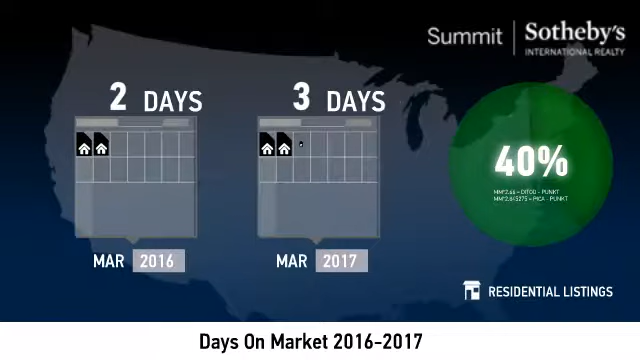 Summit | Sotheby's
INTERNATIONAL REALTY
2 DAYS
3 DAYS
40%
MAR 2016
MAR 2017
RESIDENTIAL LISTINGS
Days On Market 2016-2017